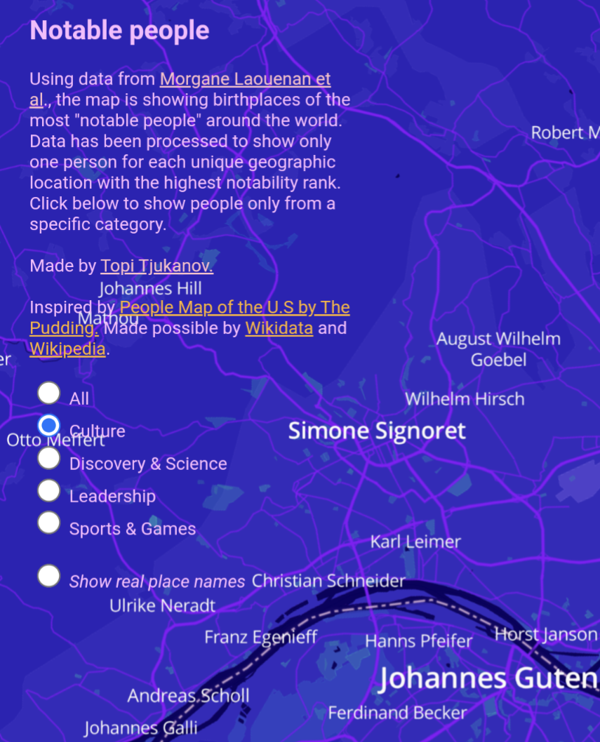 Notable people
Using data from Morgane Laouenan et
al., the map is showing birthplaces of the
most "notable people" around the world.
Data has been processed to show only
one person for each unique geographic
location with the highest notability rank.
Click below to show people only from a
specific category.
Robert M
Made by Topi Tjukanov.
Johannes Hill
Inspired by People Map of the U.S by The
Mathou
Pudding. Made possible by Wikidata and
Wikipedia.
August Wilhelm
Goebel
er
All
Wilhelm Hirsch
Culture
Otto Meffert
Simone Signoret
Discovery & Science
Leadership
Sports & Games
Karl Leimer
Show real place names
Christian Schneider
Ulrike Neradt
Franz Egenieff
Hanns Pfeifer
Horst Janson
Johannes Guten
Andreas Scholl
Ferdinand Becker
Johannes Galli